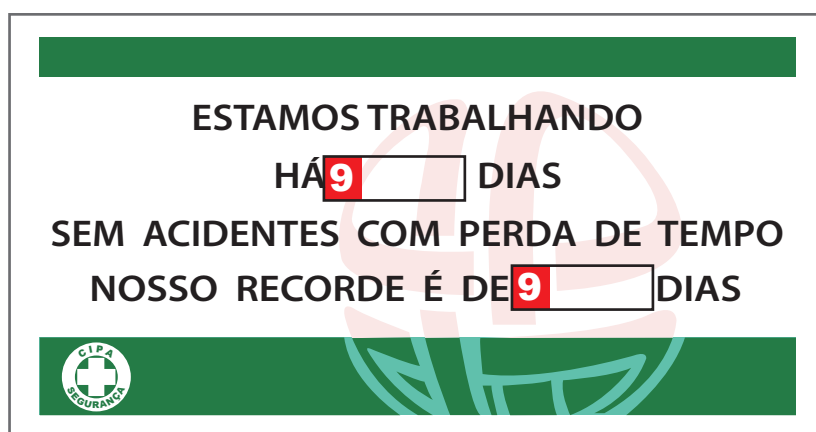 ESTAMOS TRABALHANDO
HÁ 9 DIAS
SEM ACIDENTES COM PERDA DE TEMPO
NOSSO RECORDE É DE 9 DIAS
CIPA
SEGURANÇA